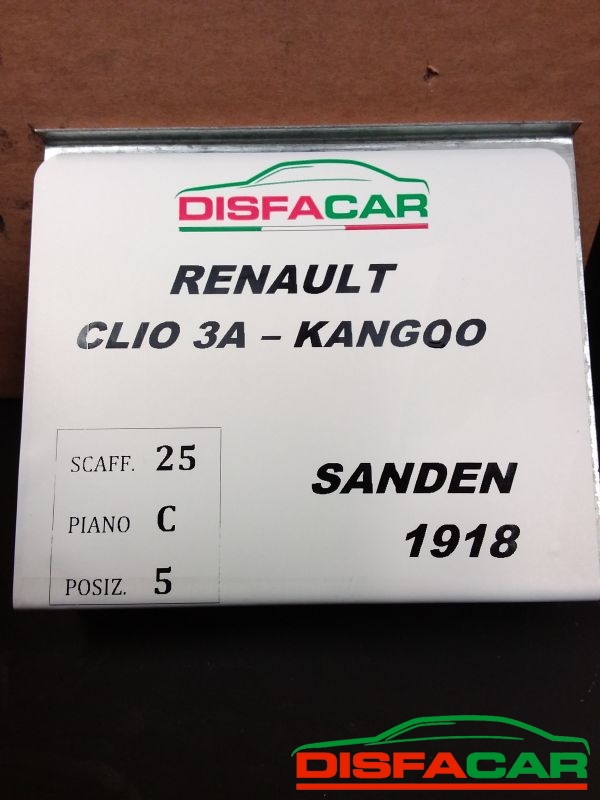 DISFACAR
RENAULT
CLIO 3A – KANGOO
SCAFF. 25
PIANO C
POSIZ. 5
SANDEN
1918
DISFACAR